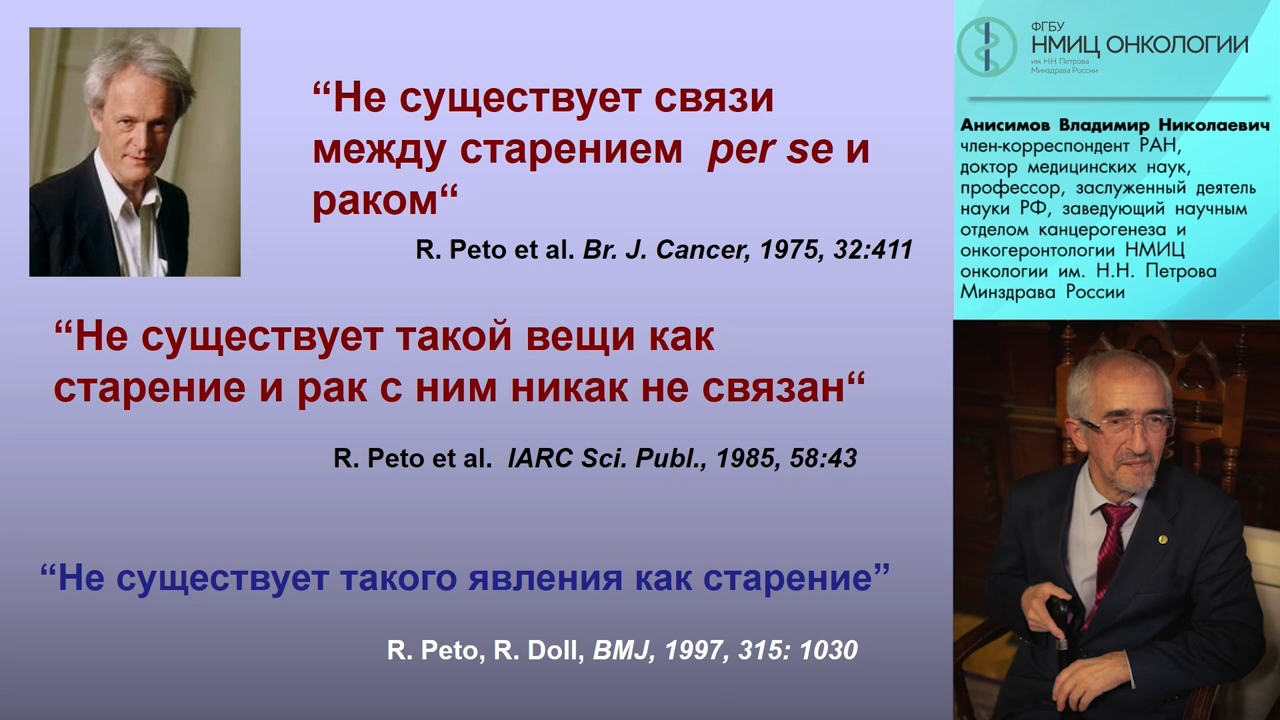 “Не существует связи
между старением per se и
раком“
R. Peto et al. Br. J. Cancer, 1975, 32:411
“Не существует такой вещи как
старение и рак с ним никак не связан“
R. Peto et al. IARC Sci. Publ., 1985, 58:43
“Не существует такого явления как старение”
R. Peto, R. Doll, BMJ, 1997, 315: 1030
ФГБУ
НМИЦ ОНКОЛОГИИ
им. Н.Н. Петрова
Минздрава России
Анисимов Владимир Николаевич
член-корреспондент РАН,
доктор медицинских наук,
профессор, заслуженный деятель
науки РФ, заведующий научным
отделом канцерогенеза и
онкогеронтологии НМИЦ
онкологии им. Н.Н. Петрова
Минздрава России